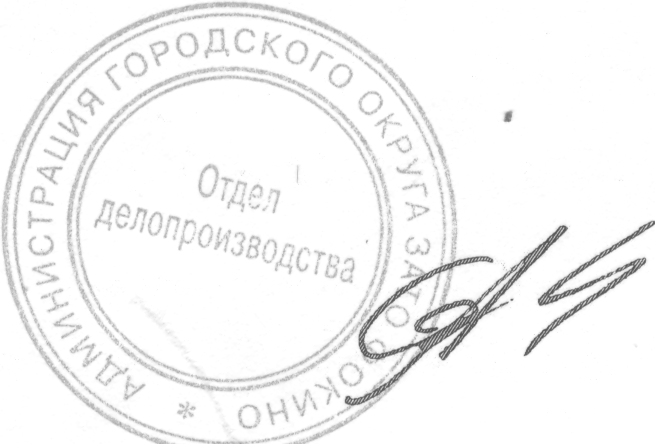 АДМИНИСТРАЦИЯ ГОРОДСКОГО ОКРУГА ЗАТО
Отдел
делопроизводства